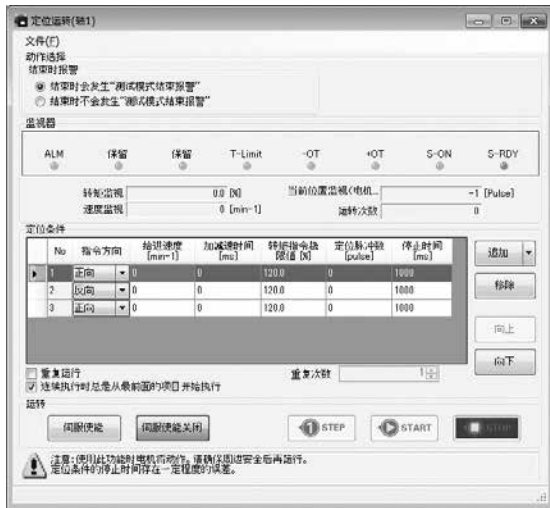 定位运转(轴1)
文件(F)
动作选择
结束时报警
结束时会发生"测试模式结束报警"
结束时不会发生"测试模式结束报警"
监视器
ALM 保留 保留 T-Limit -OT +OT S-ON S-RDY
转矩监视 0.0 [%] 当前位置监视(电机... -1 [Pulse]
速度监视 0 [min-1] 运转次数 0
定位条件
No 指令方向 给进速度 [min-1] 加减速时间 [ms] 转矩指令极限值 [%] 定位脉冲数 [pulse] 停止时间 [ms]
1 正向 0 0 120.0 0 1000
2 反向 0 0 120.0 0 1000
3 正向 0 0 120.0 0 1000
追加
移除
向上
向下
重复运行 重复次数 1
连续执行时总是从最前面的项目开始执行
运转
伺服使能 伺服使能关闭 STEP START STOP
注意:使用此功能时电机将动作。请确保周边安全后再运行。
定位条件的停止时间存在一定程度的误差。